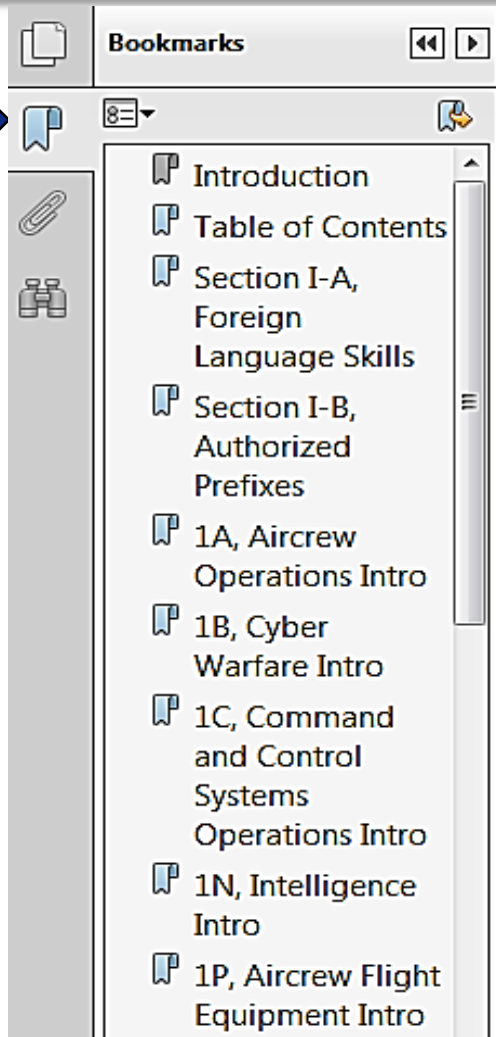 Bookmarks
Introduction
Table of Contents
Section I-A,
Foreign
Language Skills
Section I-B,
Authorized
Prefixes
1A, Aircrew
Operations Intro
1B, Cyber
Warfare Intro
1C, Command
and Control
Systems
Operations Intro
1N, Intelligence
Intro
1P, Aircrew Flight
Equipment Intro